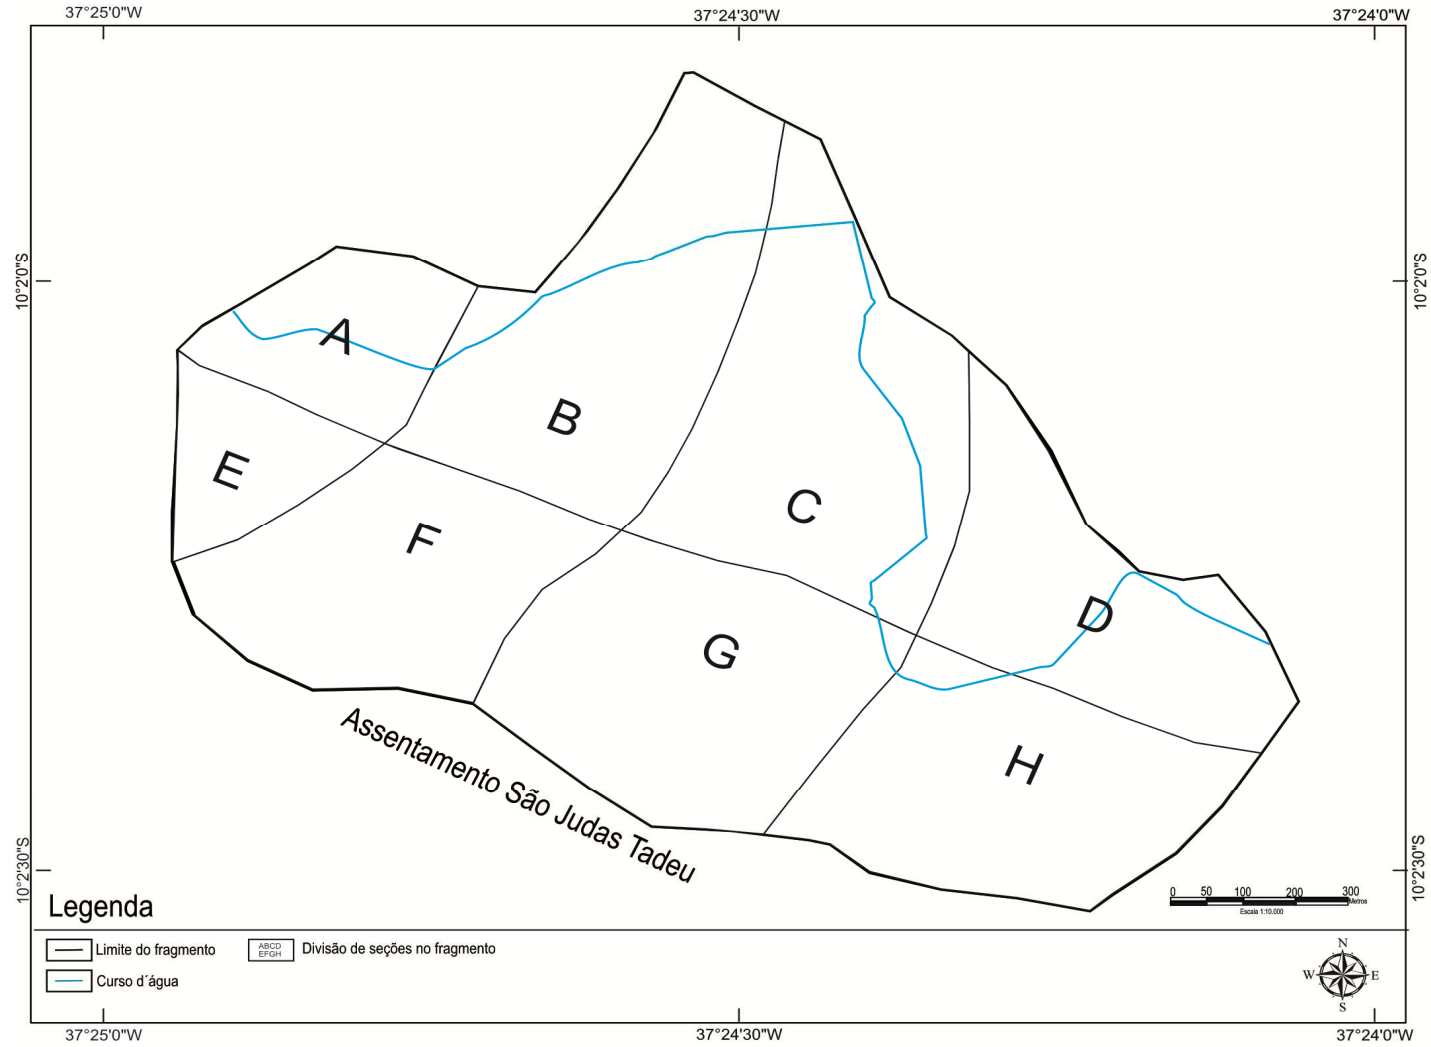 37°25'0"W
37°24'30"W
37°24'0"W
10°2'0"S
10°2'0"S
A
B
E
C
F
D
G
H
Assentamento São Judas Tadeu
10°2'30"S
10°2'30"S
0 50 100 200 300
Metros
Escala 1:10.000
Legenda
Limite do fragmento
ABCD
EFGH
Divisão de seções no fragmento
Curso d´água
N
W E
S
37°25'0"W
37°24'30"W
37°24'0"W